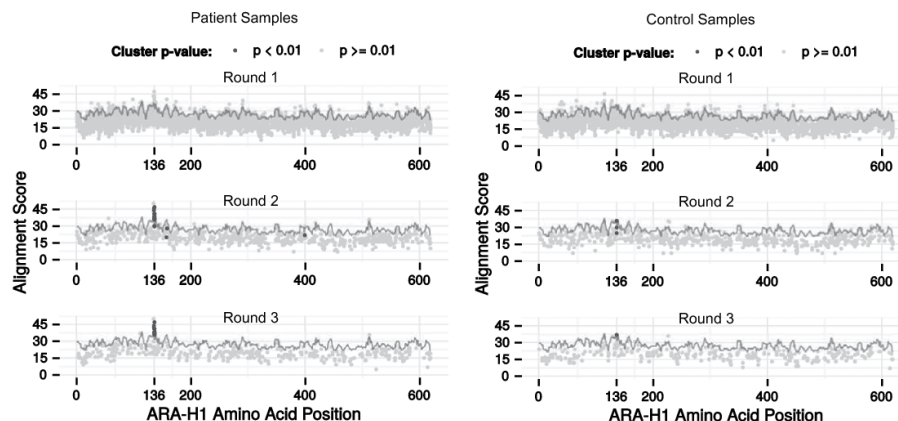 Patient Samples
Cluster p-value: p < 0.01 p >= 0.01
Round 1
45
30
15
0
0 136 200 400 600
Round 2
45
30
15
0
0 136 200 400 600
Round 3
45
30
15
0
0 136 200 400 600
Alignment Score
ARA-H1 Amino Acid Position
Control Samples
Cluster p-value: p < 0.01 p >= 0.01
Round 1
45
30
15
0
0 136 200 400 600
Round 2
45
30
15
0
0 136 200 400 600
Round 3
45
30
15
0
0 136 200 400 600
Alignment Score
ARA-H1 Amino Acid Position